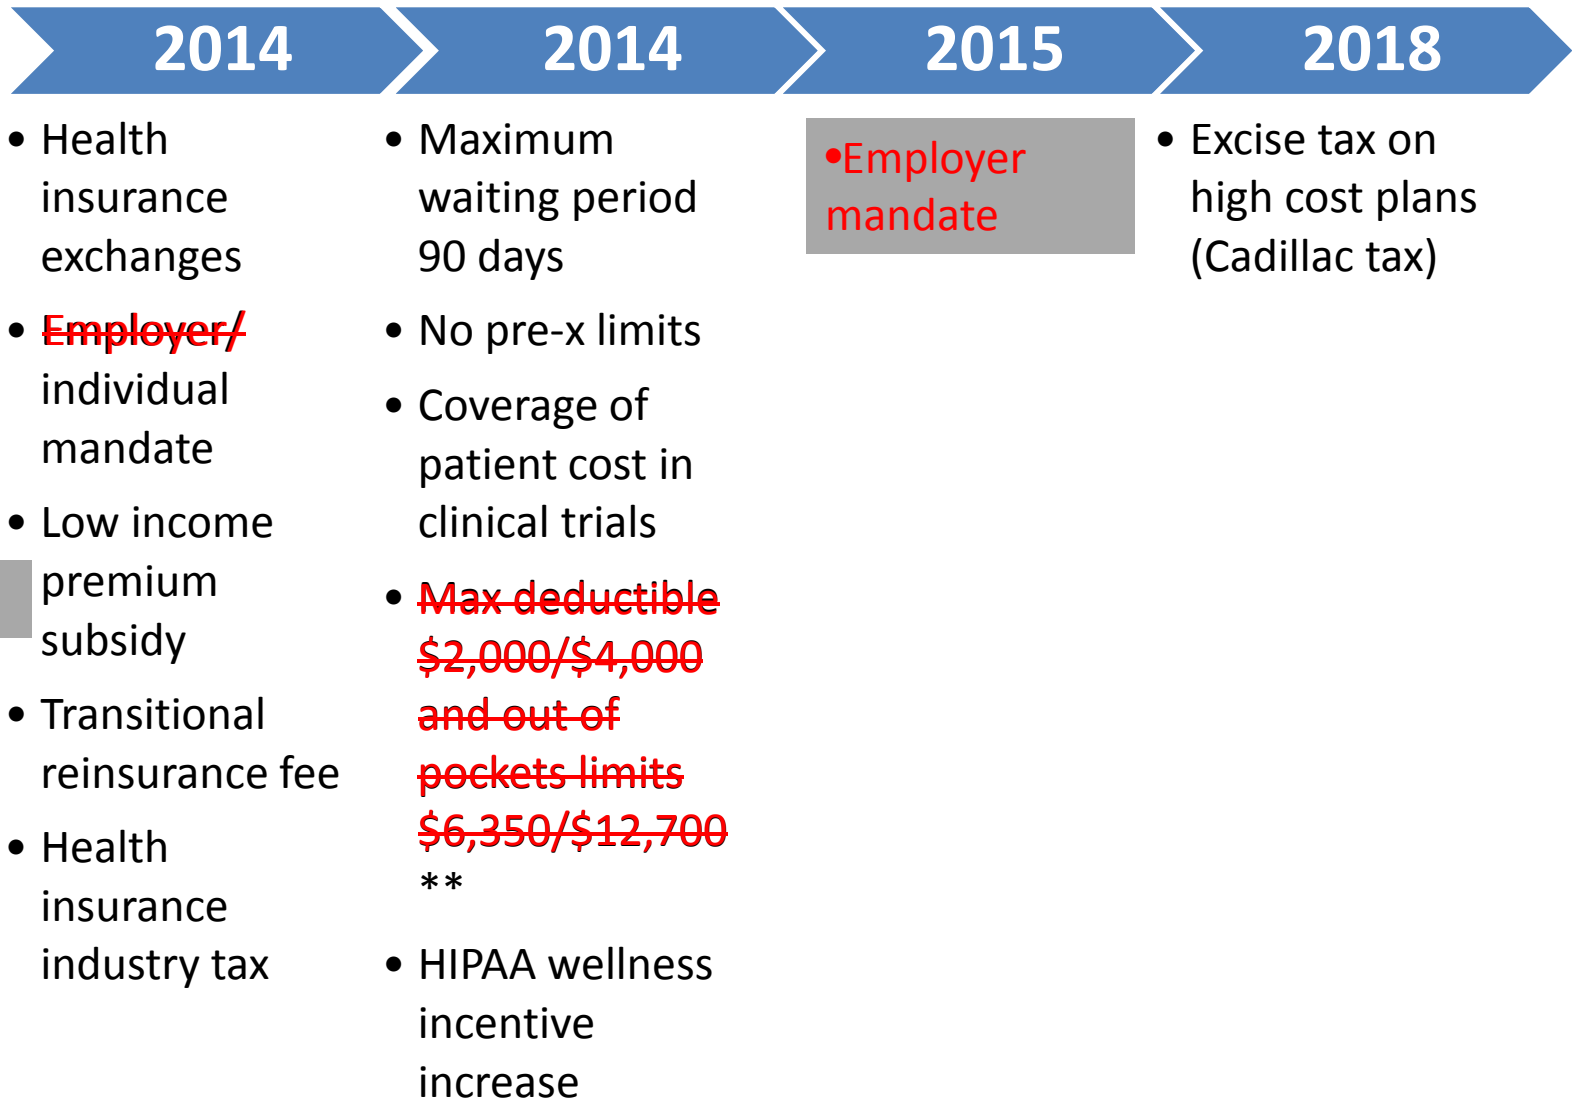 2014
• Health
insurance
exchanges
• Employer/
individual
mandate
• Low income
premium
subsidy
• Transitional
reinsurance fee
• Health
insurance
industry tax
2014
• Maximum
waiting period
90 days
• No pre-x limits
• Coverage of
patient cost in
clinical trials
• Max deductible
$2,000/$4,000
and out of
pockets limits
$6,350/$12,700
**
• HIPAA wellness
incentive
increase
2015
•Employer
mandate
2018
• Excise tax on
high cost plans
(Cadillac tax)